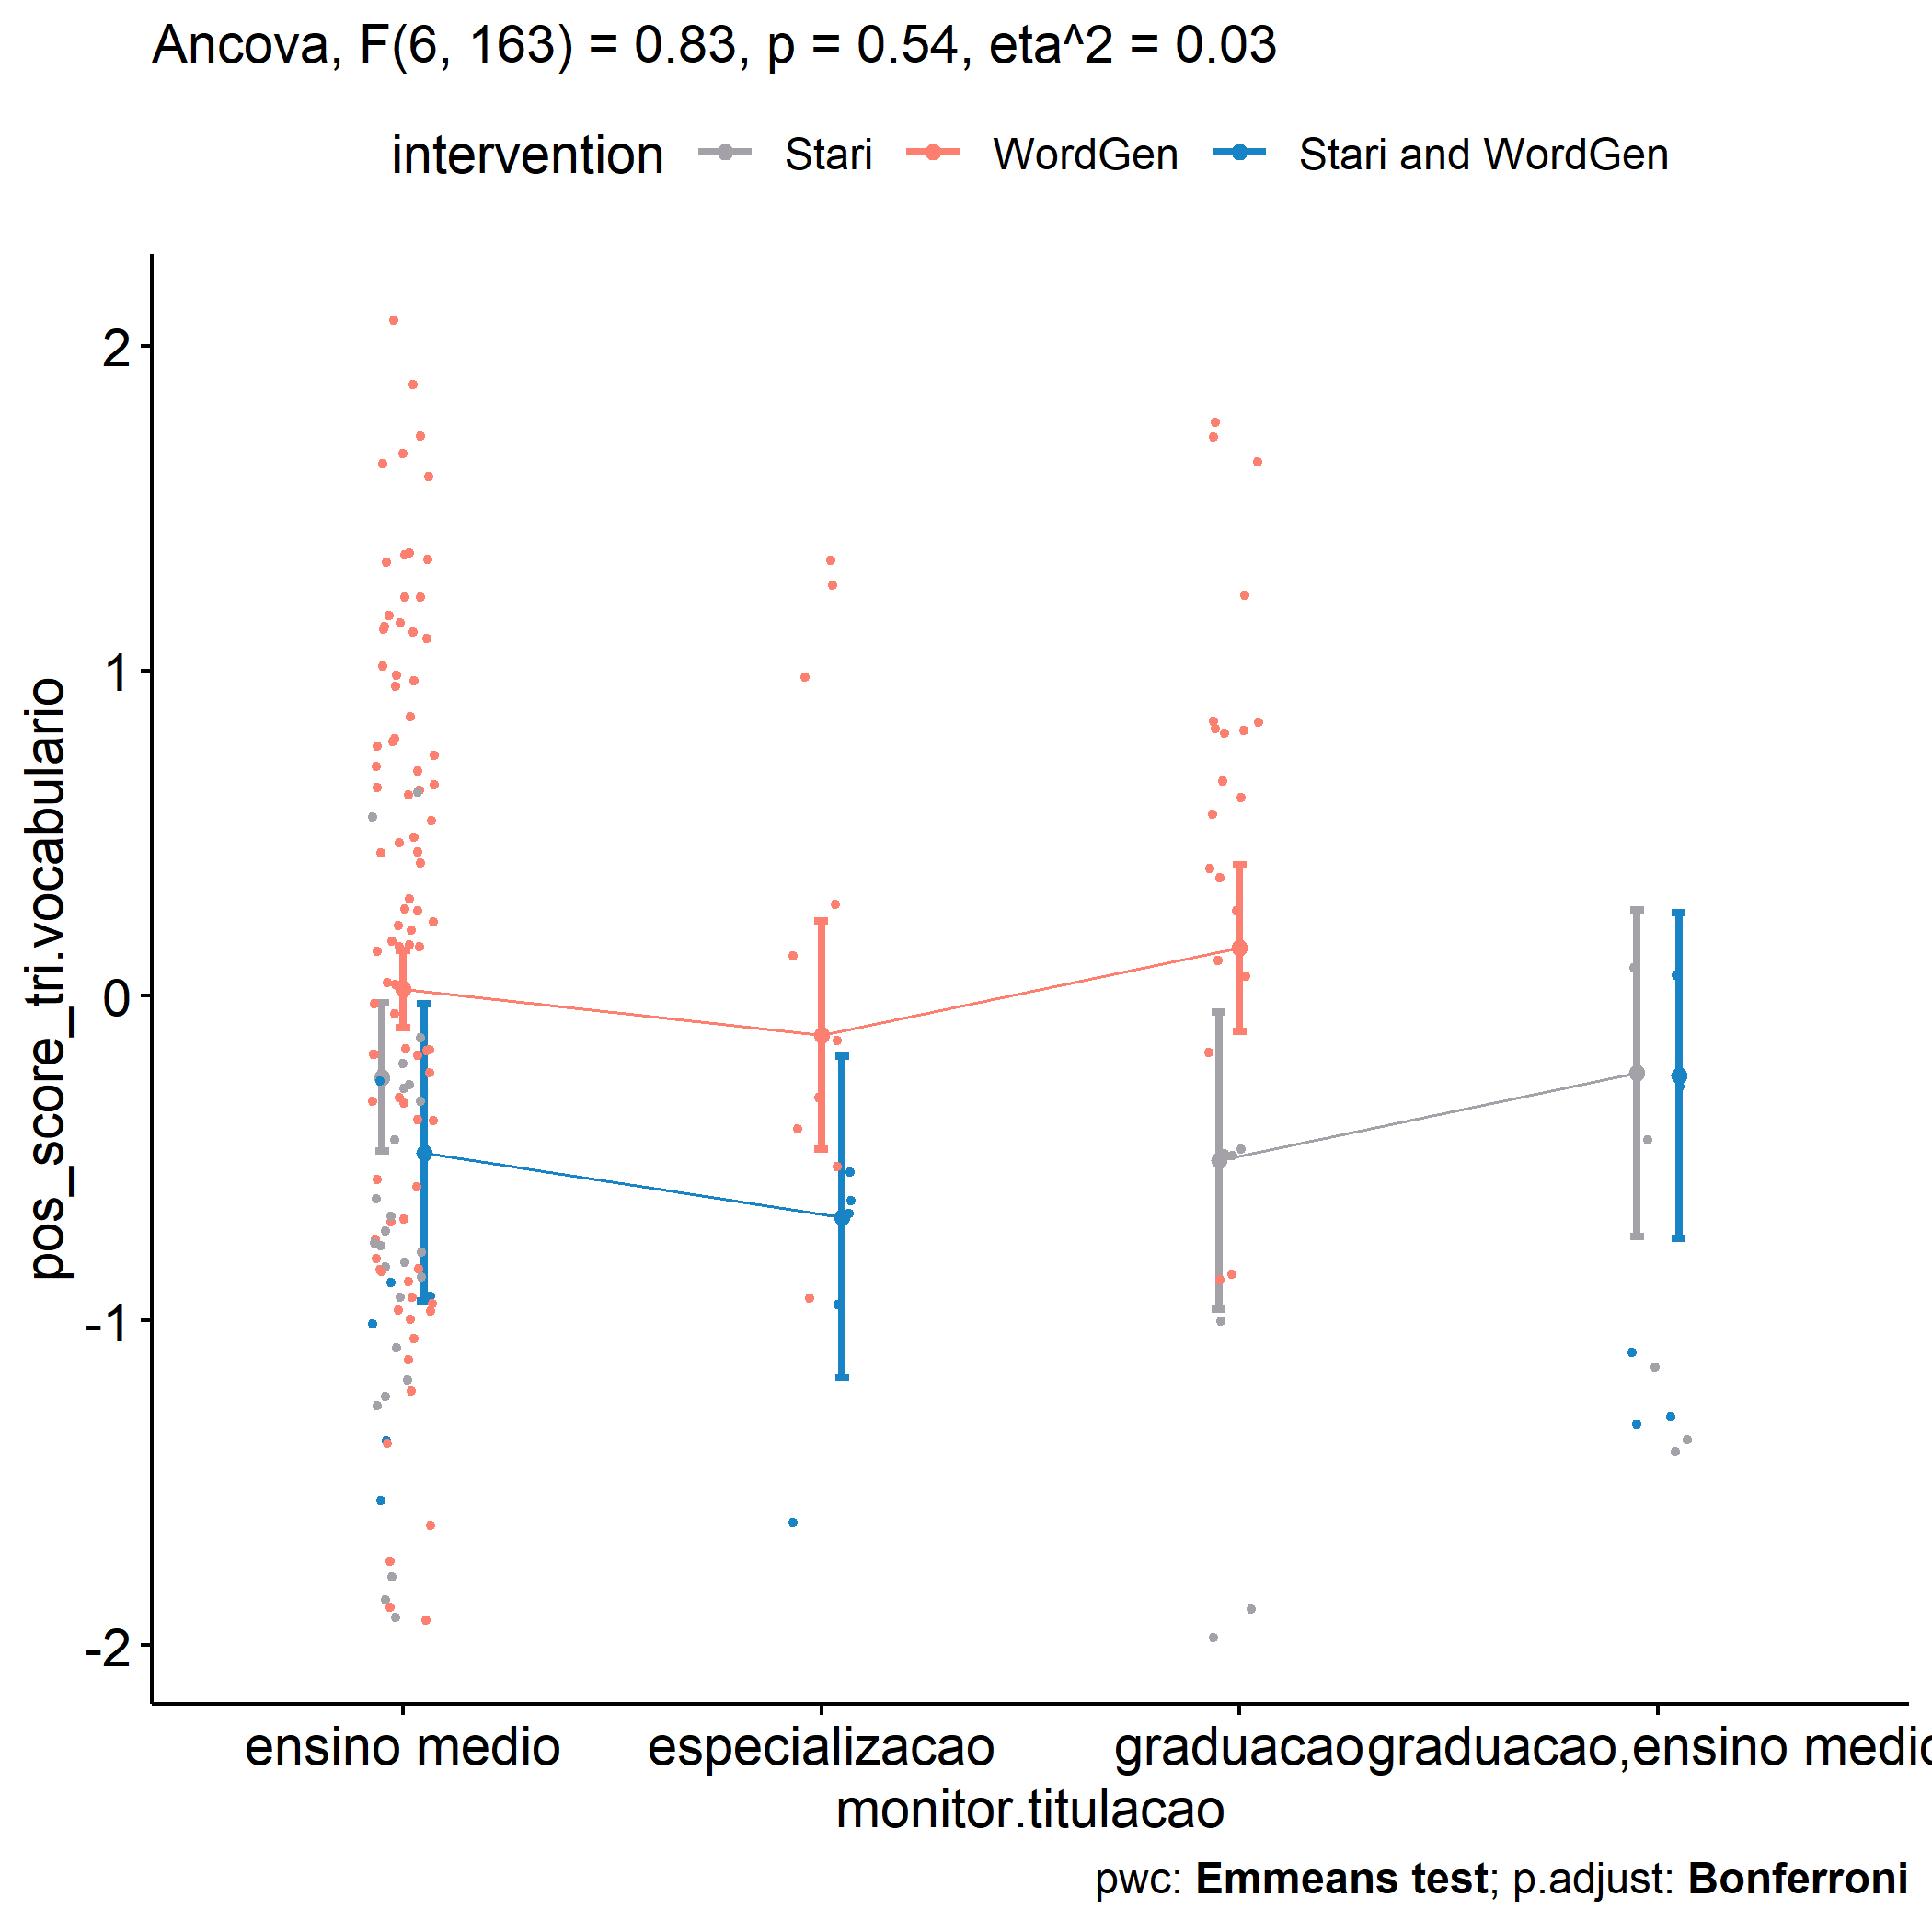 Ancova, F(6, 163) = 0.83, p = 0.54, eta^2 = 0.03
intervention Stari WordGen Stari and WordGen
pos_score_tri.vocabulario
2
1
0
-1
-2
ensino medio especializacao graduacao graduacao,ensino medio
monitor.titulacao
pwc: Emmeans test; p.adjust: Bonferroni